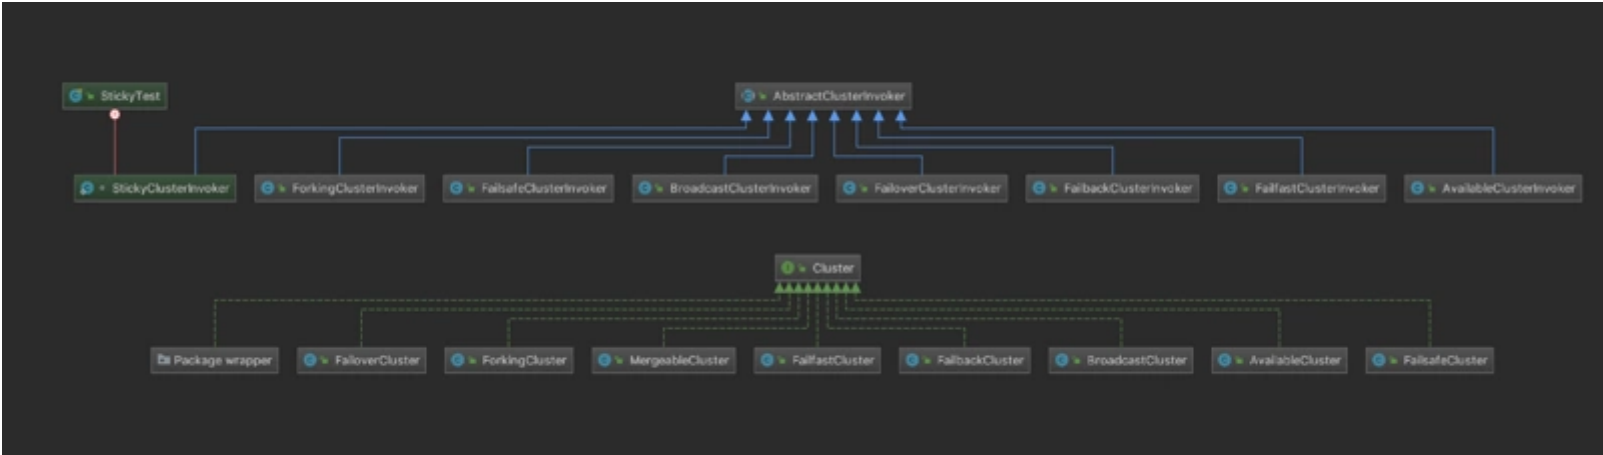 StickyTest
AbstractClusterInvoker
StickyClusterInvoker
ForkingClusterInvoker
FailsafeClusterInvoker
BroadcastClusterInvoker
FailoverClusterInvoker
FailbackClusterInvoker
FailfastClusterInvoker
AvailableClusterInvoker
Cluster
Package wrapper
FailoverCluster
ForkingCluster
MergeableCluster
FailfastCluster
FailbackCluster
BroadcastCluster
AvailableCluster
FailsafeCluster